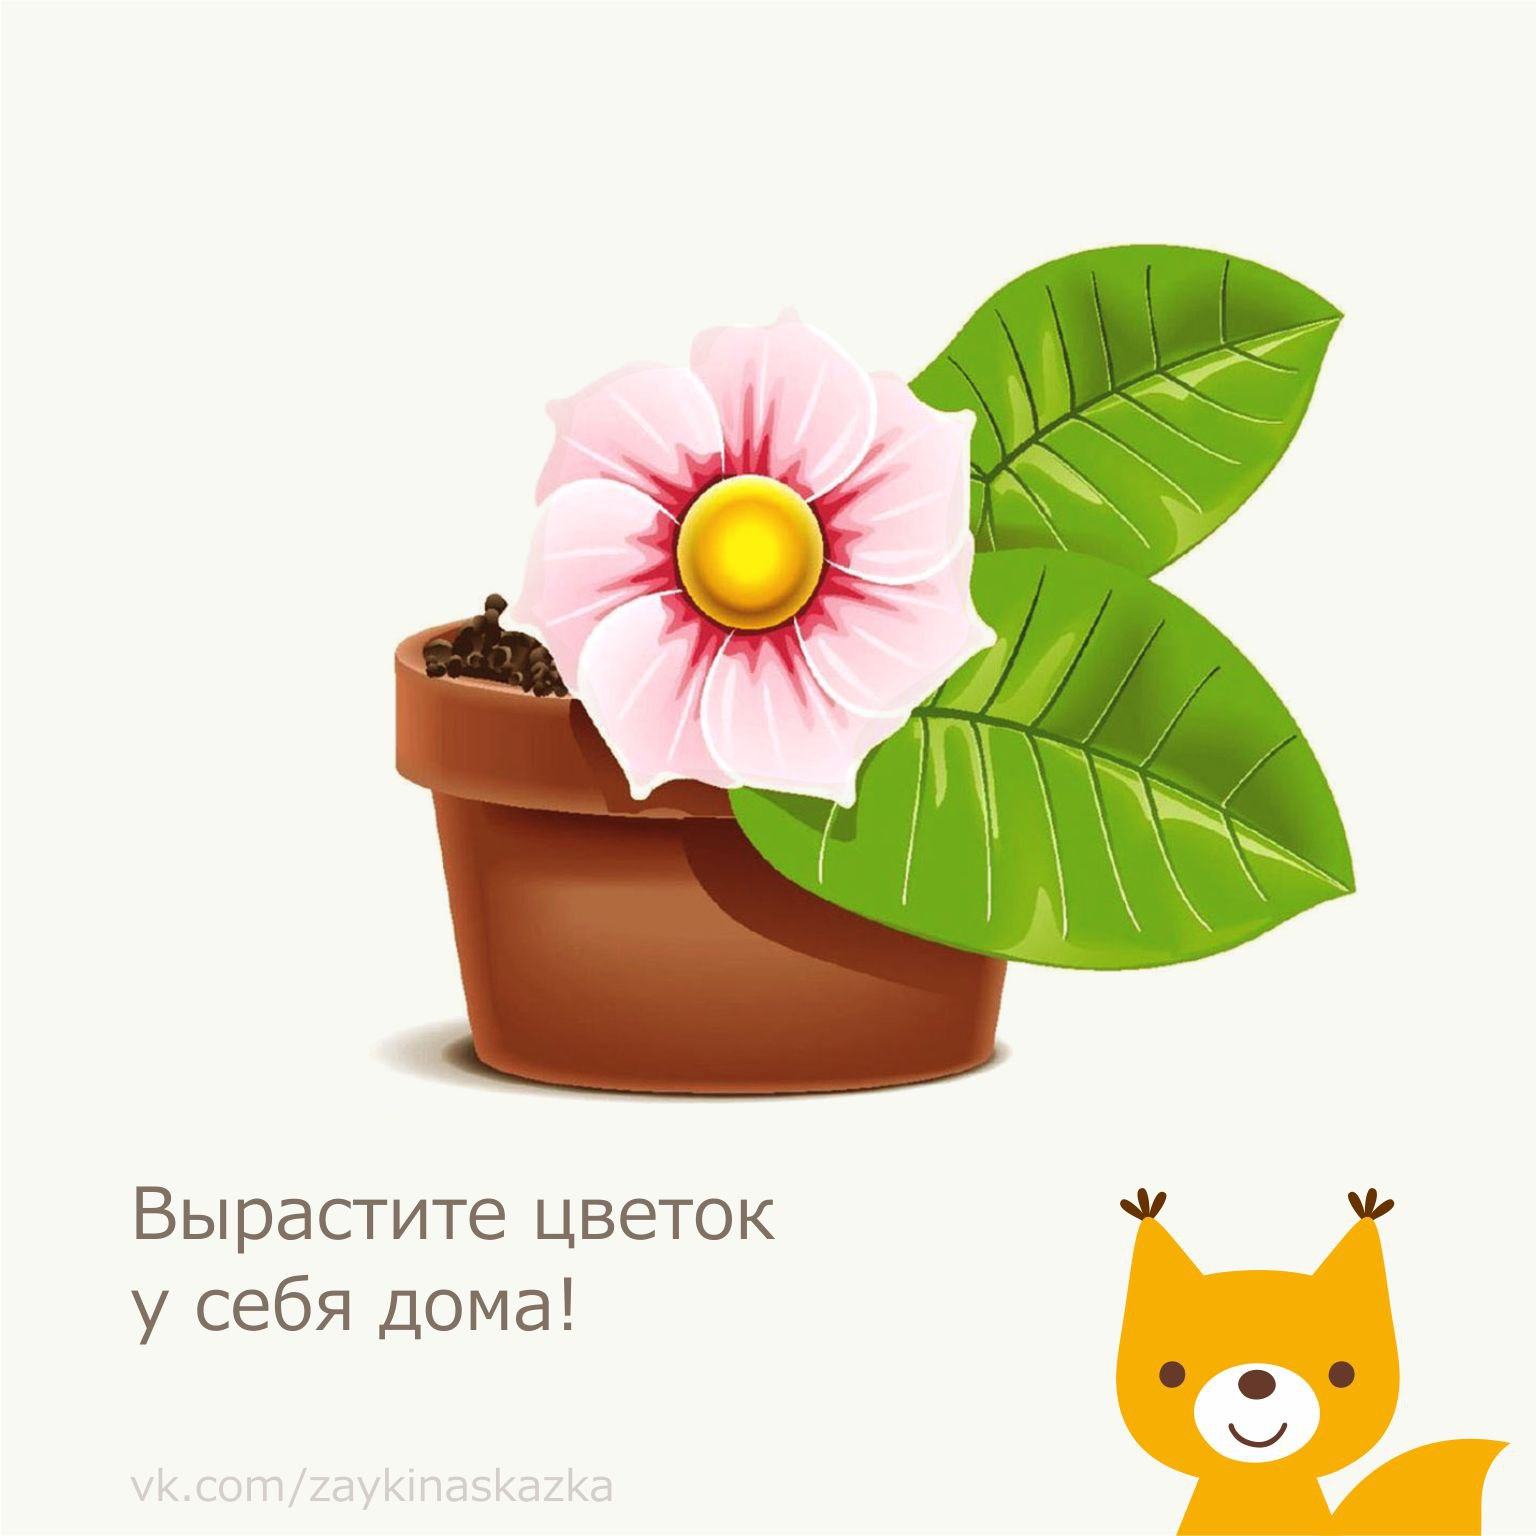 Вырастите цветок
у себя дома!
vk.com/zaykinaskazka